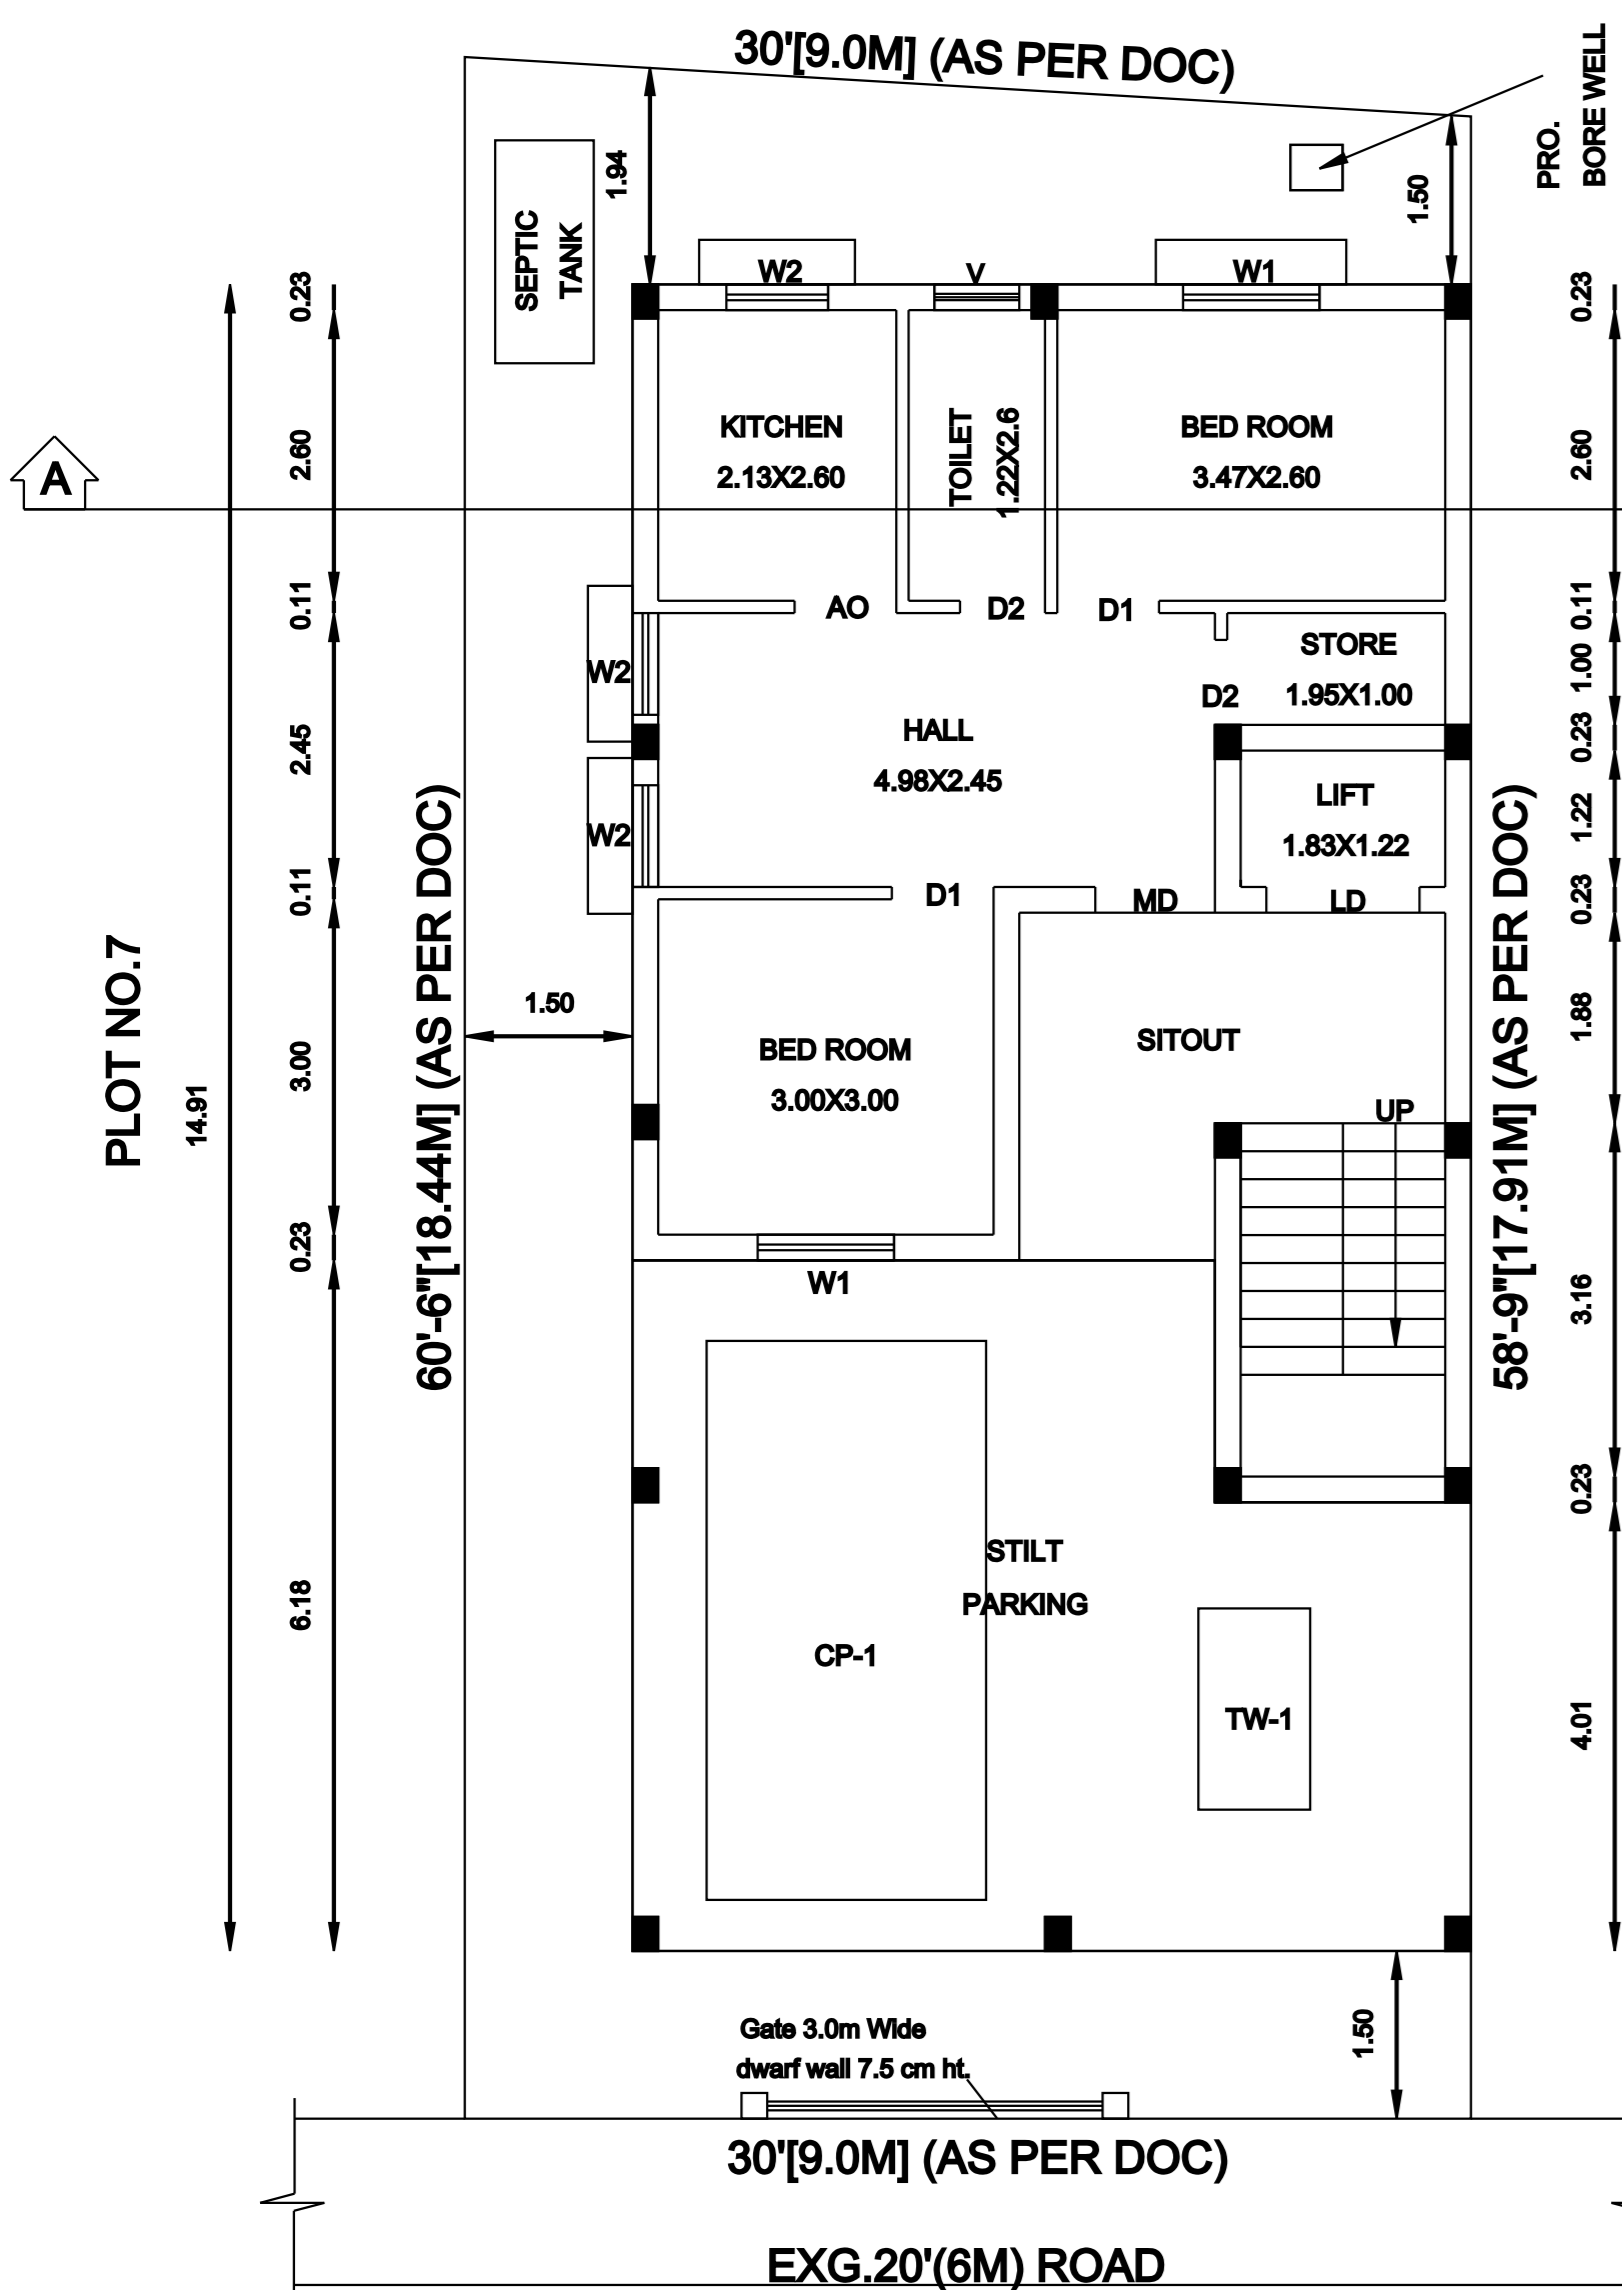 30'[9.0M] (AS PER DOC)
PRO.
BORE WELL
SEPTIC
TANK
1.94
1.50
W2
V
W1
0.23
0.23
KITCHEN
2.13X2.60
TOILET
1.22X2.6
BED ROOM
3.47X2.60
A
2.60
2.60
0.11
AO
D2
D1
0.11
W2
STORE
1.95X1.00
D2
1.00
HALL
4.98X2.45
2.45
0.23
W2
LIFT
1.83X1.22
1.22
0.11
D1
MD
LD
0.23
PLOT NO.7
14.91
60'-6"[18.44M] (AS PER DOC)
58'-9"[17.91M] (AS PER DOC)
1.50
BED ROOM
3.00X3.00
3.00
SITOUT
1.88
UP
0.23
W1
3.16
0.23
STILT
PARKING
6.18
CP-1
TW-1
4.01
1.50
Gate 3.0m Wide
dwarf wall 7.5 cm ht.
30'[9.0M] (AS PER DOC)
EXG.20'(6M) ROAD